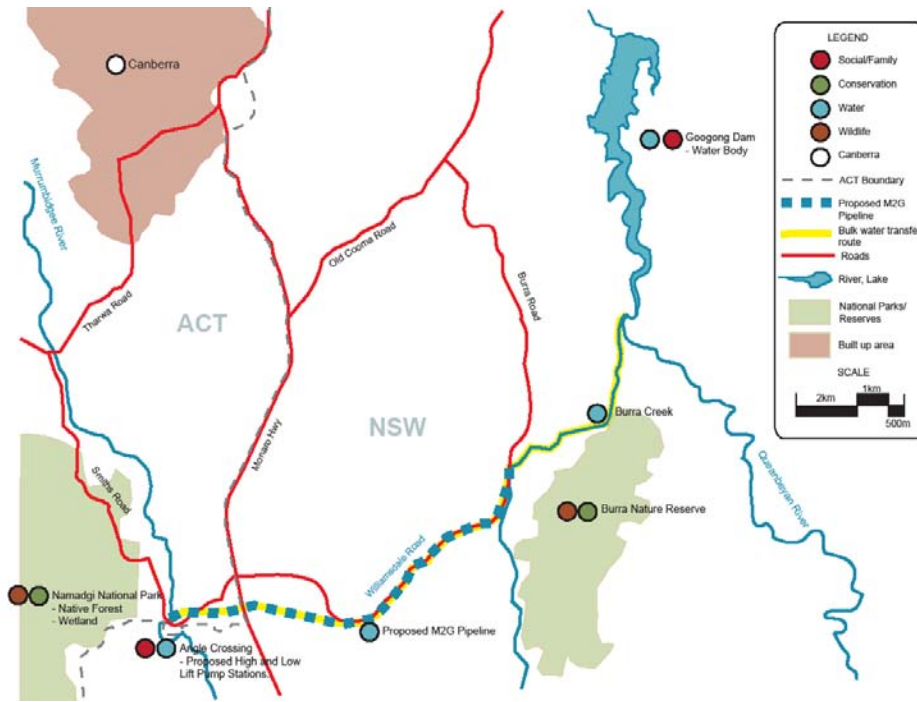 Canberra
Murrumbidgee River
Tharwa Road
ACT
Old Cooma Road
Monaro Hwy
NSW
Burra Road
Googong Dam
- Water Body
Burra Creek
Queanbeyan River
Smiths Road
Williamsdale Road
Burra Nature Reserve
Namadgi National Park
- Native Forest
- Wetland
Angle Crossing
- Proposed High and Low
Lift Pump Stations.
Proposed M2G Pipeline
LEGEND
Social/Family
Conservation
Water
Wildlife
Canberra
ACT Boundary
Proposed M2G
Pipeline
Bulk water transfe
route
Roads
River, Lake
National Parks/
Reserves
Built up area
SCALE
1km
2km
500m